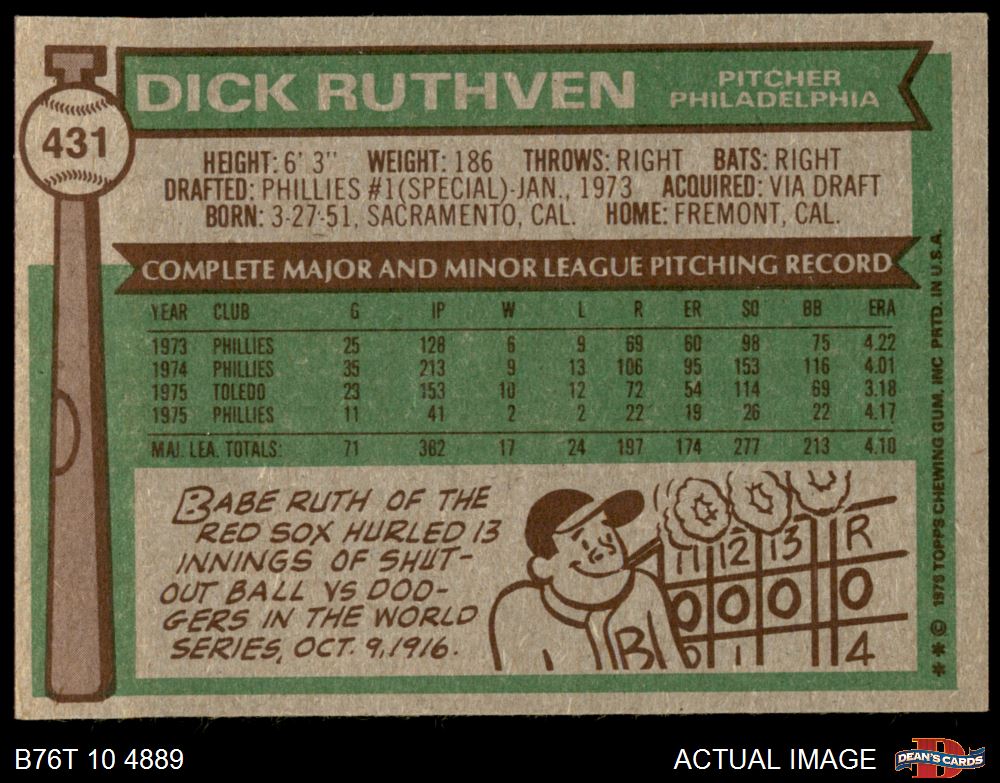 431
DICK RUTHVEN
PITCHER
PHILADELPHIA
HEIGHT: 6' 3" WEIGHT: 186 THROWS: RIGHT BATS: RIGHT
DRAFTED: PHILLIES #1(SPECIAL)-JAN., 1973 ACQUIRED: VIA DRAFT
BORN: 3-27-51, SACRAMENTO, CAL. HOME: FREMONT, CAL.
COMPLETE MAJOR AND MINOR LEAGUE PITCHING RECORD
YEAR CLUB G IP W L R ER SO BB ERA
1973 PHILLIES 25 128 6 9 69 60 98 75 4.22
1974 PHILLIES 35 213 9 13 106 95 153 116 4.01
1975 TOLEDO 23 153 10 12 72 54 114 69 3.18
1975 PHILLIES 11 41 2 2 22 19 26 22 4.17
MAJ. LEA. TOTALS: 71 382 17 24 197 174 277 213 4.10
BABE RUTH OF THE
RED SOX HURLED 13
INNINGS OF SHUT-
OUT BALL VS DOD-
GERS IN THE WORLD
SERIES, OCT. 9, 1916.
11 12 13 R
0 0 0 0 0
B 0 1 4
** © 1976 TOPPS CHEWING GUM, INC PRTD. IN U.S.A.
B76T 10 4889
ACTUAL IMAGE
D
DEAN'S CARDS